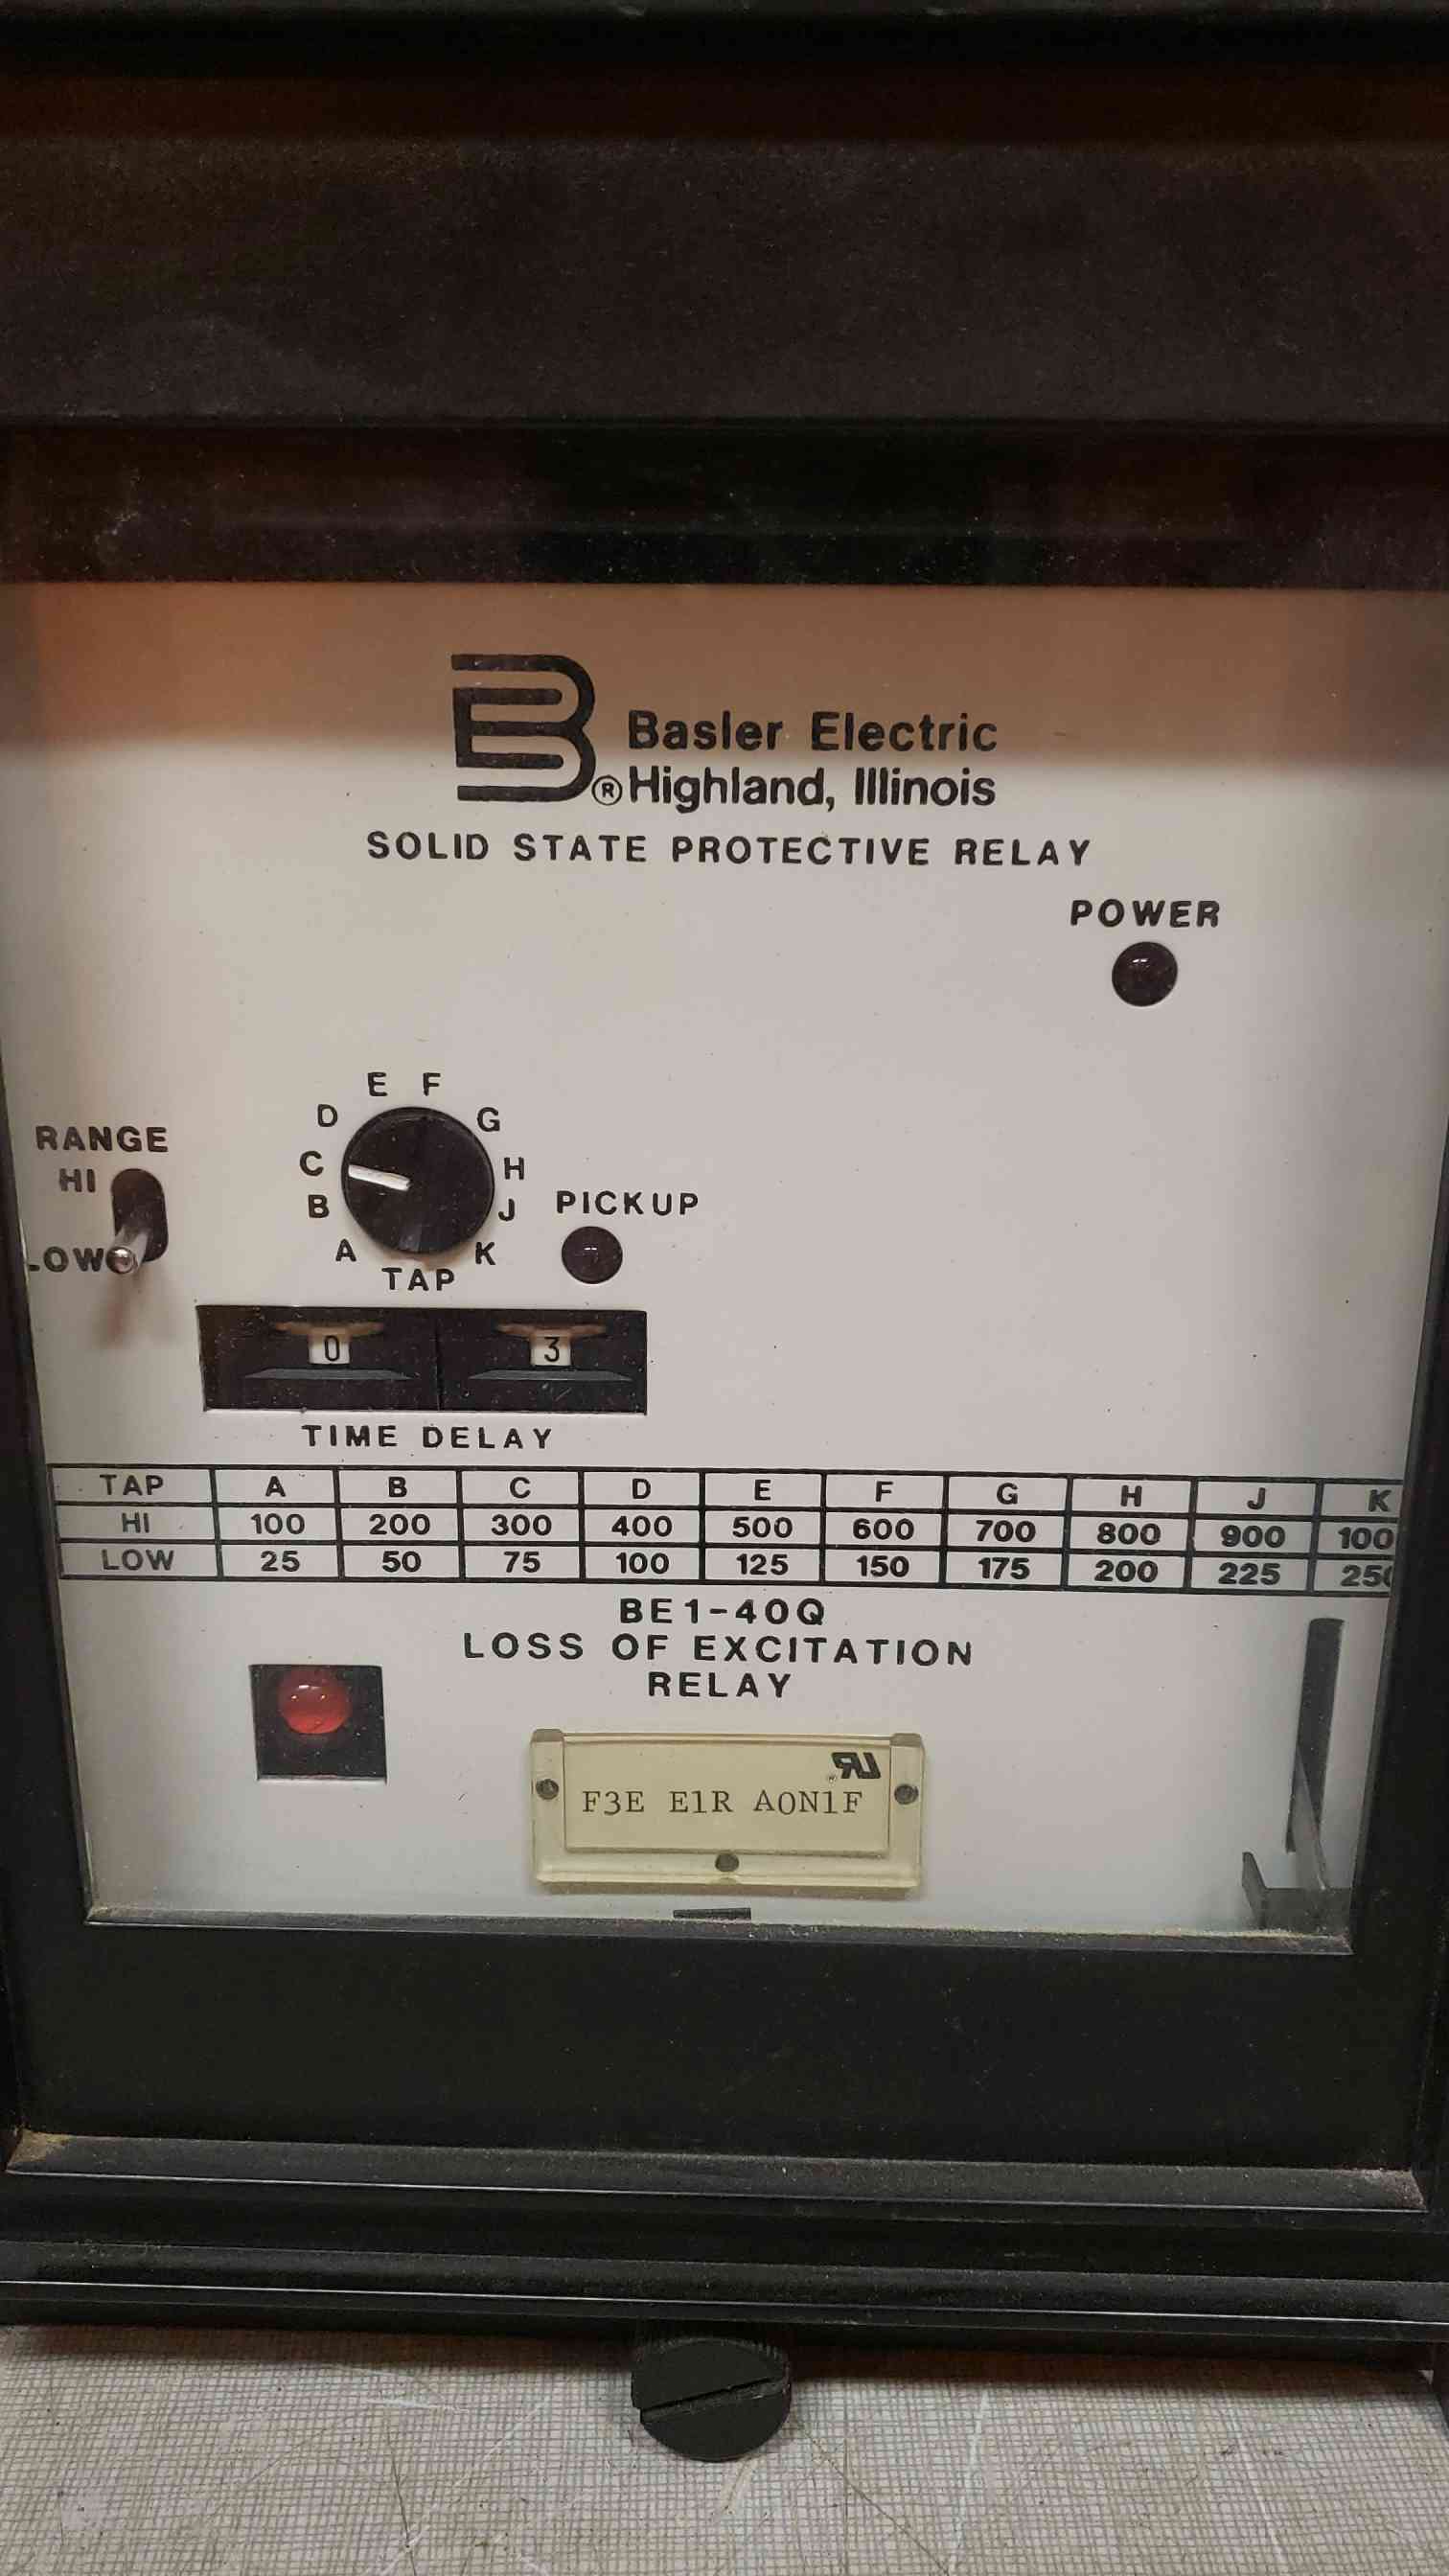 Basler Electric
® Highland, Illinois
SOLID STATE PROTECTIVE RELAY
POWER
E F
D G
RANGE
HI
C H
B J PICKUP
LOW
A K
TAP
0 3
TIME DELAY
TAP A B C D E F G H J K
HI 100 200 300 400 500 600 700 800 900 100
LOW 25 50 75 100 125 150 175 200 225 250
BE1-40Q
LOSS OF EXCITATION
RELAY
F3E E1R A0N1F